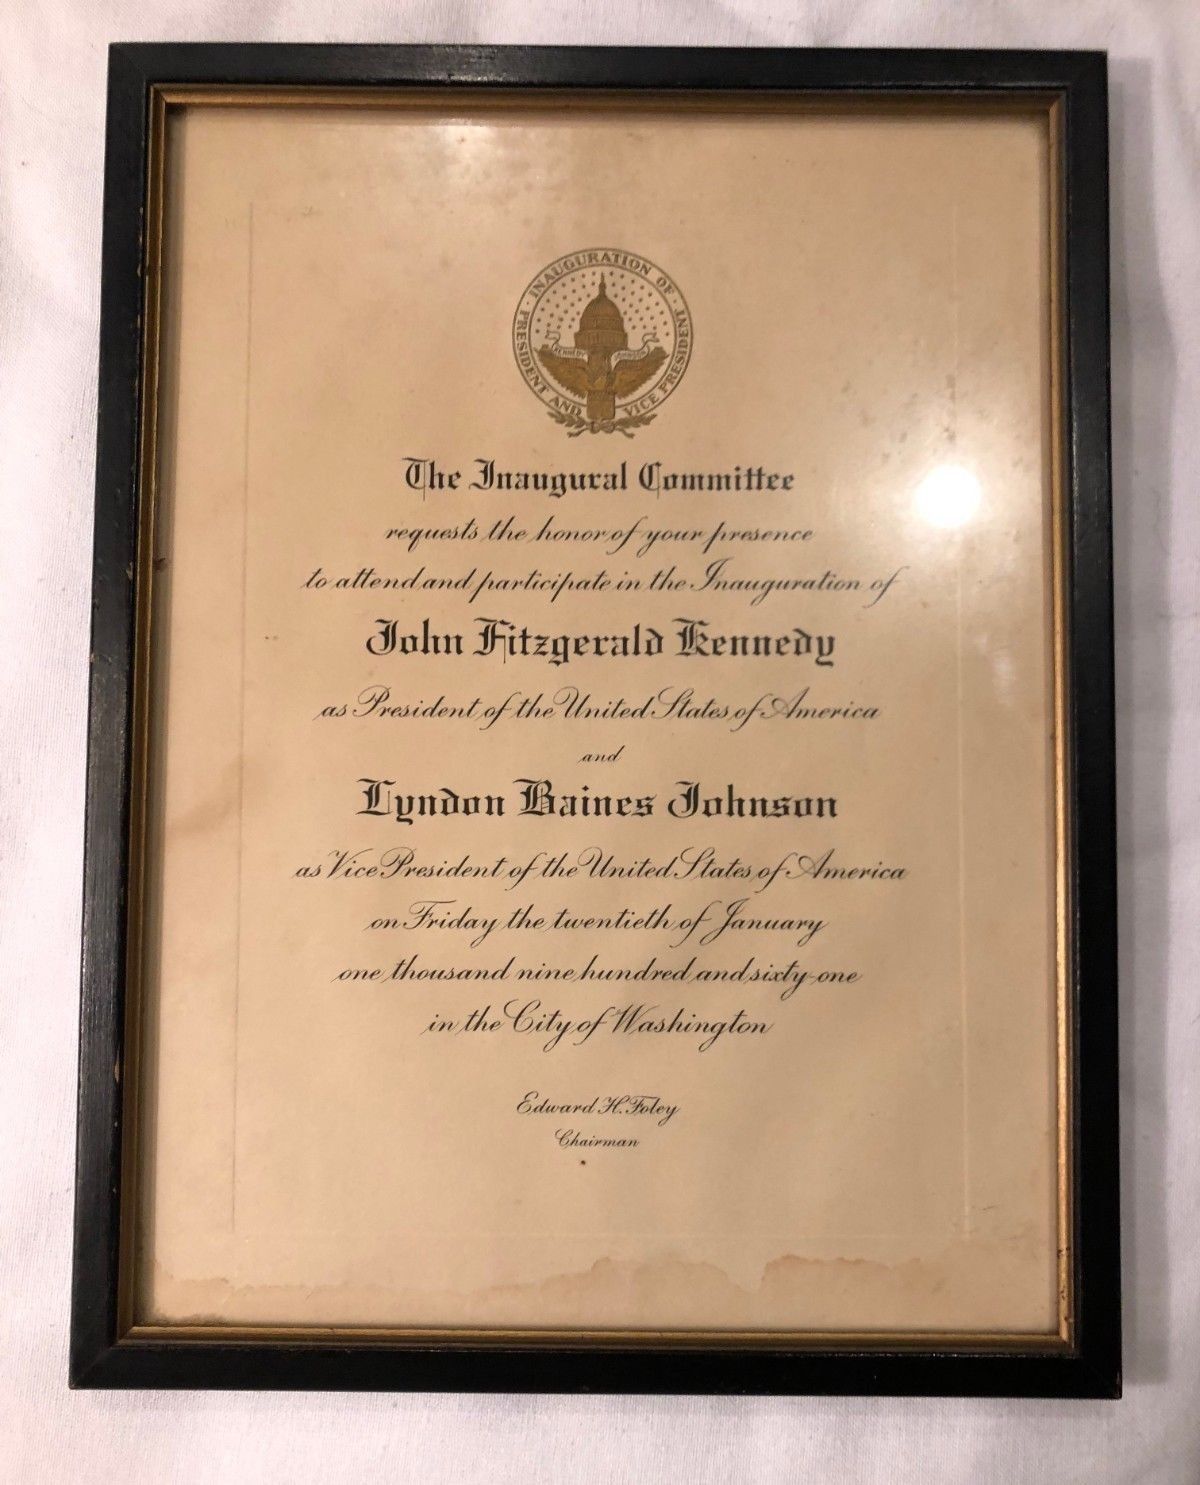 INAUGURATION OF
PRESIDENT AND VICE PRESIDENT
KENNEDY JOHNSON
The Inaugural Committee
requests the honor of your presence
to attend and participate in the Inauguration of
John Fitzgerald Kennedy
as President of the United States of America
and
Lyndon Baines Johnson
as Vice President of the United States of America
on Friday the twentieth of January
one thousand nine hundred and sixty-one
in the City of Washington
Edward H. Foley
Chairman